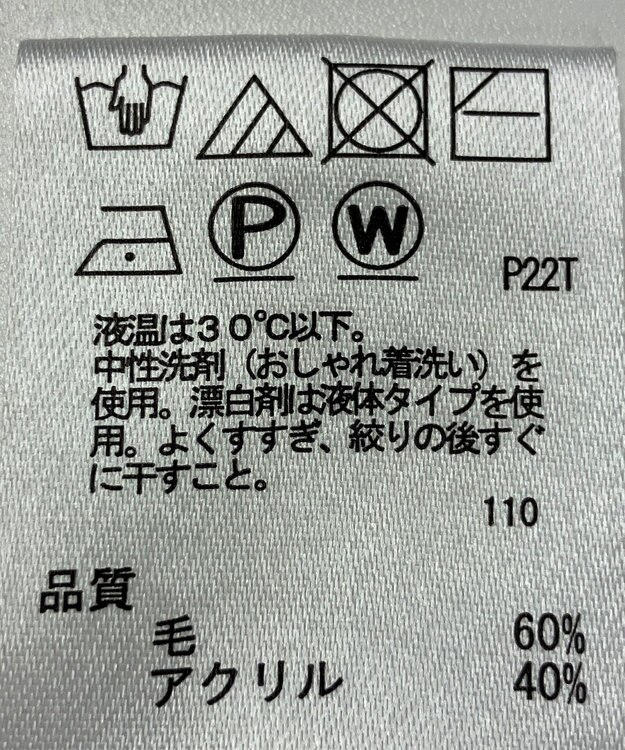 P W P22T
液温は30℃以下。
中性洗剤（おしゃれ着洗い）を
使用。漂白剤は液体タイプを使
用。よくすすぎ、絞りの後すぐ
に干すこと。
110
品質
毛 60%
アクリル 40%